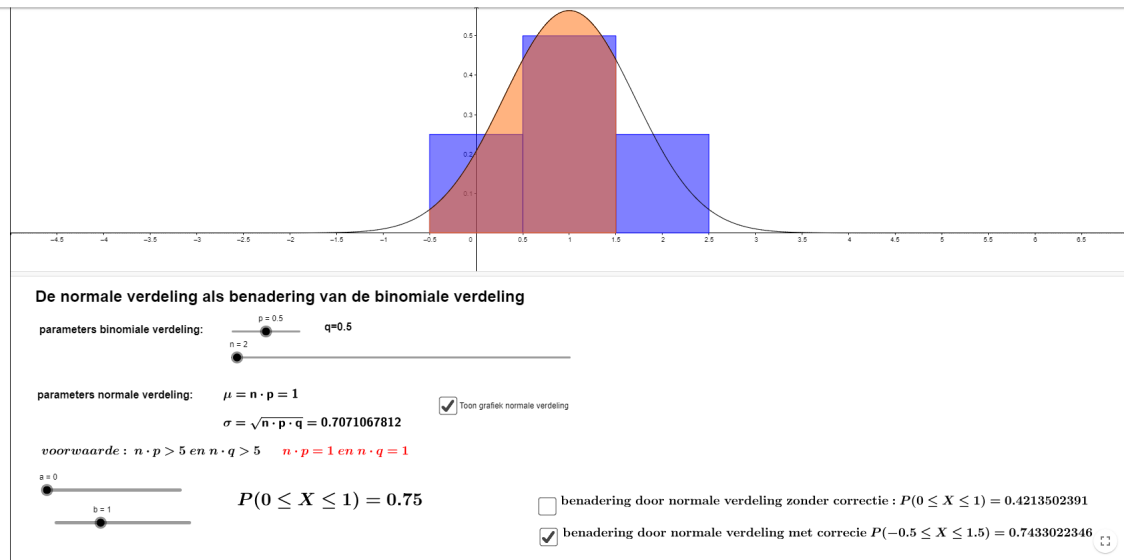 0.5
0.4
0.3
0.2
0.1
−4.5 −4 −3.5 −3 −2.5 −2 −1.5 −1 −0.5 0 0.5 1 1.5 2 2.5 3 3.5 4 4.5 5 5.5 6 6.5
De normale verdeling als benadering van de binomiale verdeling
parameters binomiale verdeling: p = 0.5 q=0.5
n = 2
parameters normale verdeling: μ = n · p = 1
Toon grafiek normale verdeling
σ = √n · p · q = 0.7071067812
voorwaarde : n · p > 5 en n · q > 5 n · p = 1 en n · q = 1
a = 0
P(0 ≤ X ≤ 1) = 0.75
b = 1
benadering door normale verdeling zonder correctie : P(0 ≤ X ≤ 1) = 0.4213502391
benadering door normale verdeling met correcie P(−0.5 ≤ X ≤ 1.5) = 0.7433022346